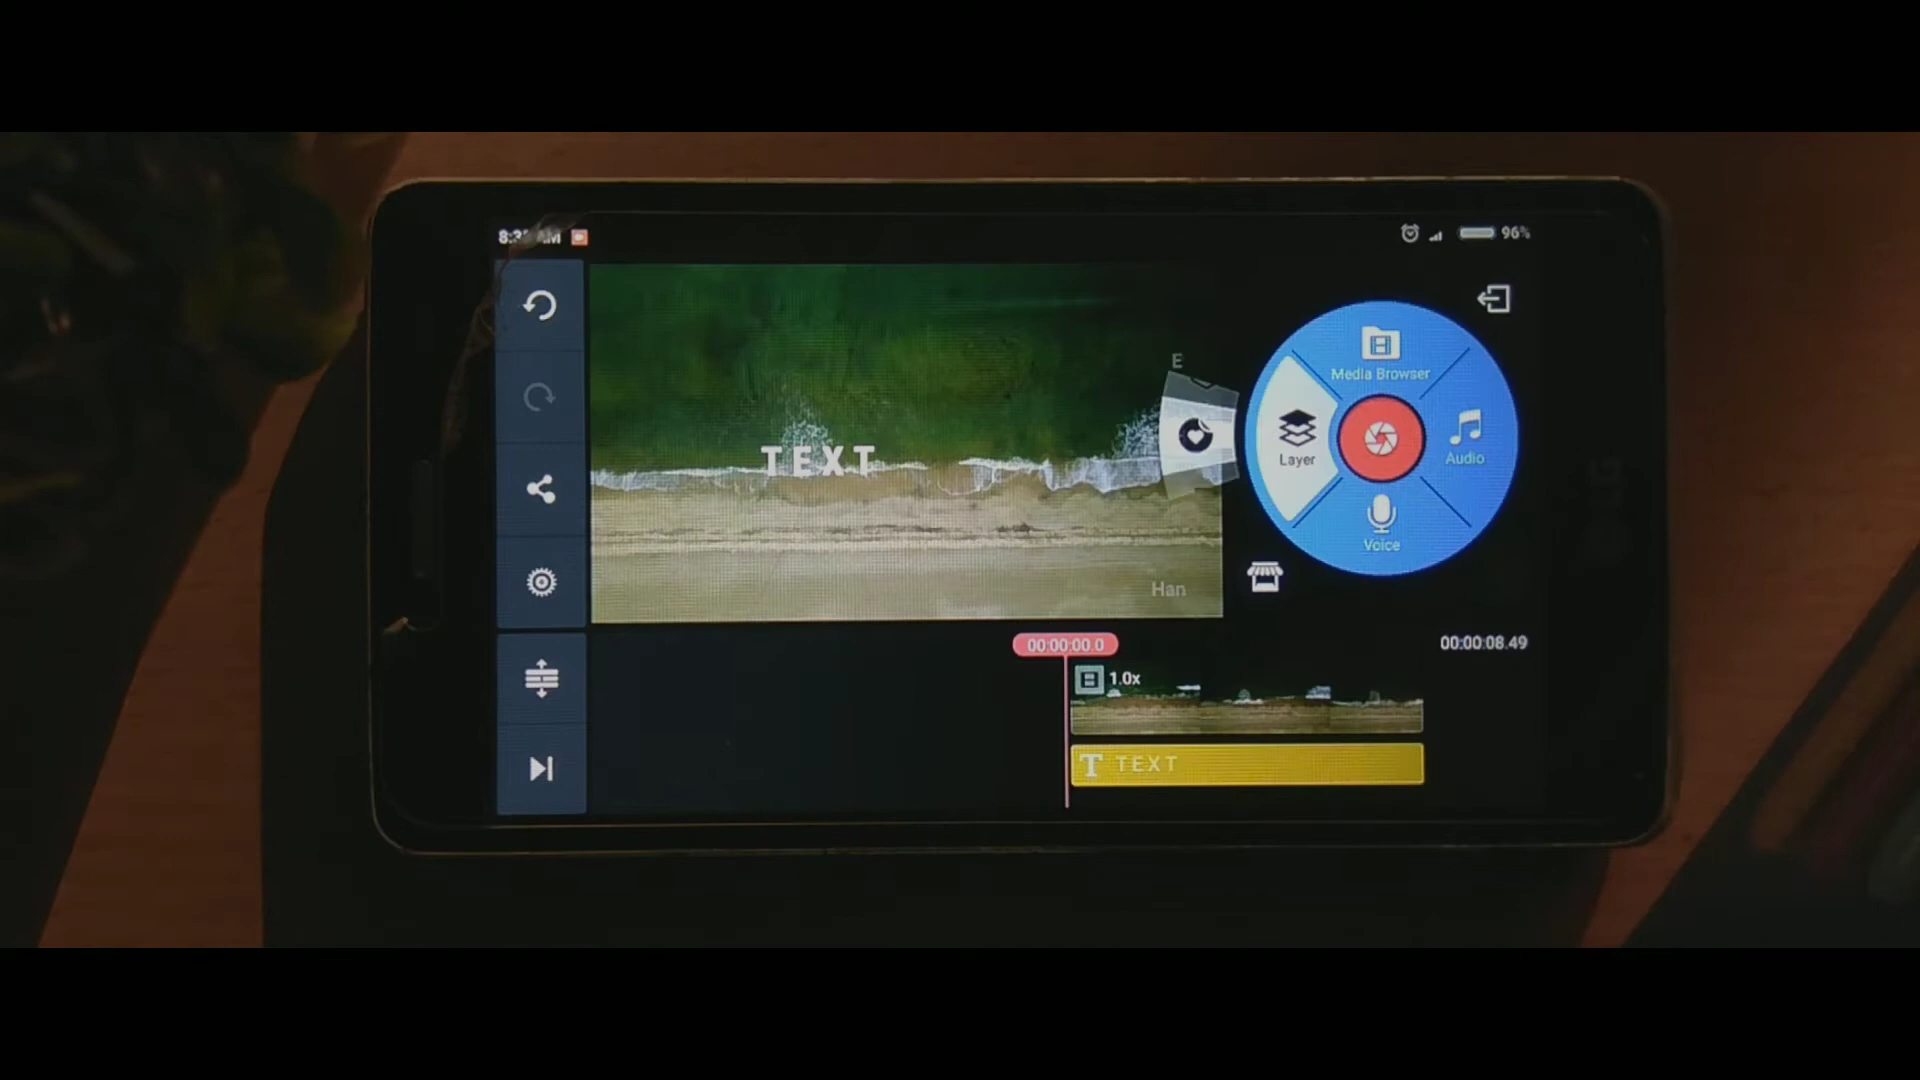 96%
Media Browser
E
Layer
Audio
TEXT
Voice
Han
00:00:00.0
00:00:08.49
1.0x
T TEXT